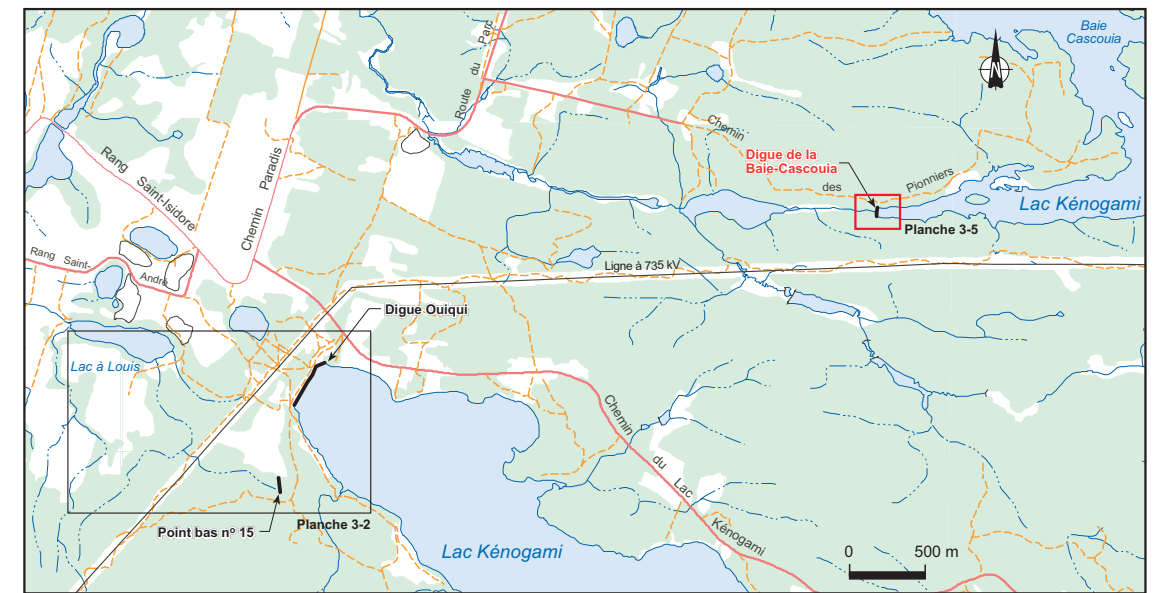 Baie
Cascouia
Route du Parc
Chemin
des
Pionniers
Digue de la
Baie-Cascouia
Lac Kénogami
Planche 3-5
Rang Saint-Isidore
Chemin Paradis
Rang Saint-
André
Ligne à 735 kV
Digue Ouiqui
Lac à Louis
Chemin
du
Lac
Kénogami
Point bas nº 15
Planche 3-2
Lac Kénogami
0 500 m
N